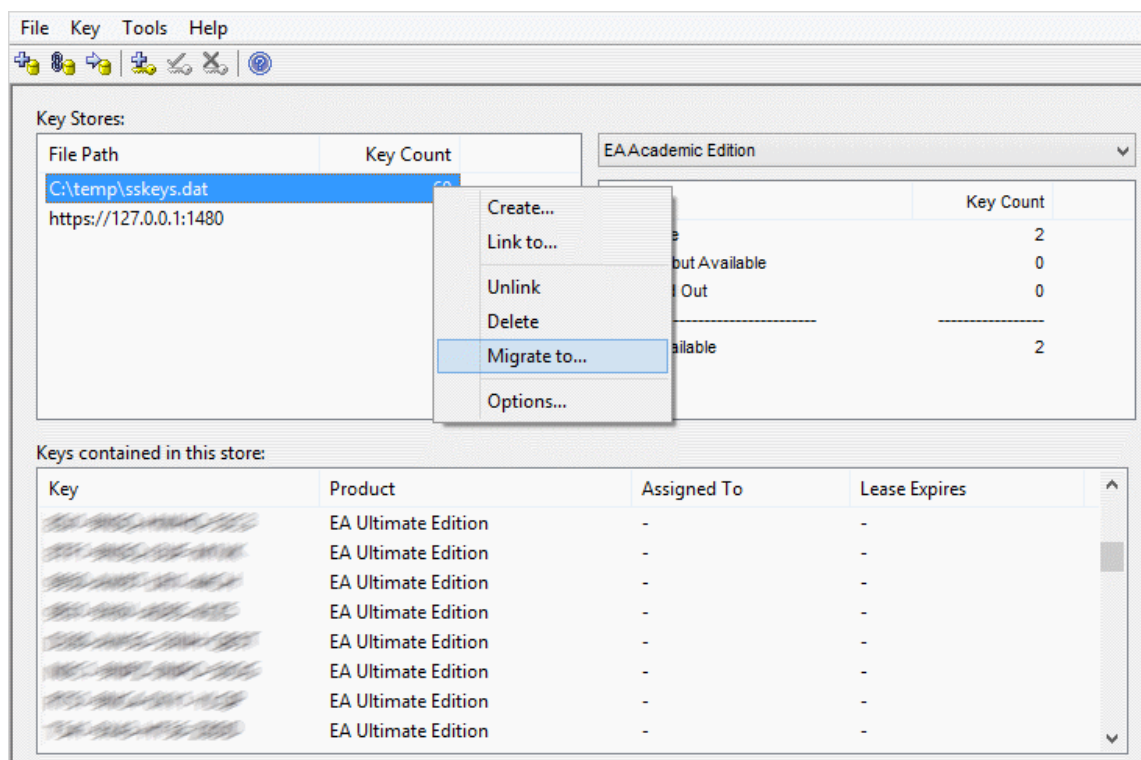 File Key Tools Help
Key Stores:
File Path Key Count
EA Academic Edition
C:\temp\sskeys.dat
https://127.0.0.1:1480
Key Count
2
but Available 0
Out 0
----------------------- -----------------
2
Create...
Link to...
Unlink
Delete
Migrate to...
Options...
Keys contained in this store:
Key Product Assigned To Lease Expires
EA Ultimate Edition - -
EA Ultimate Edition - -
EA Ultimate Edition - -
EA Ultimate Edition - -
EA Ultimate Edition - -
EA Ultimate Edition - -
EA Ultimate Edition - -
EA Ultimate Edition - -